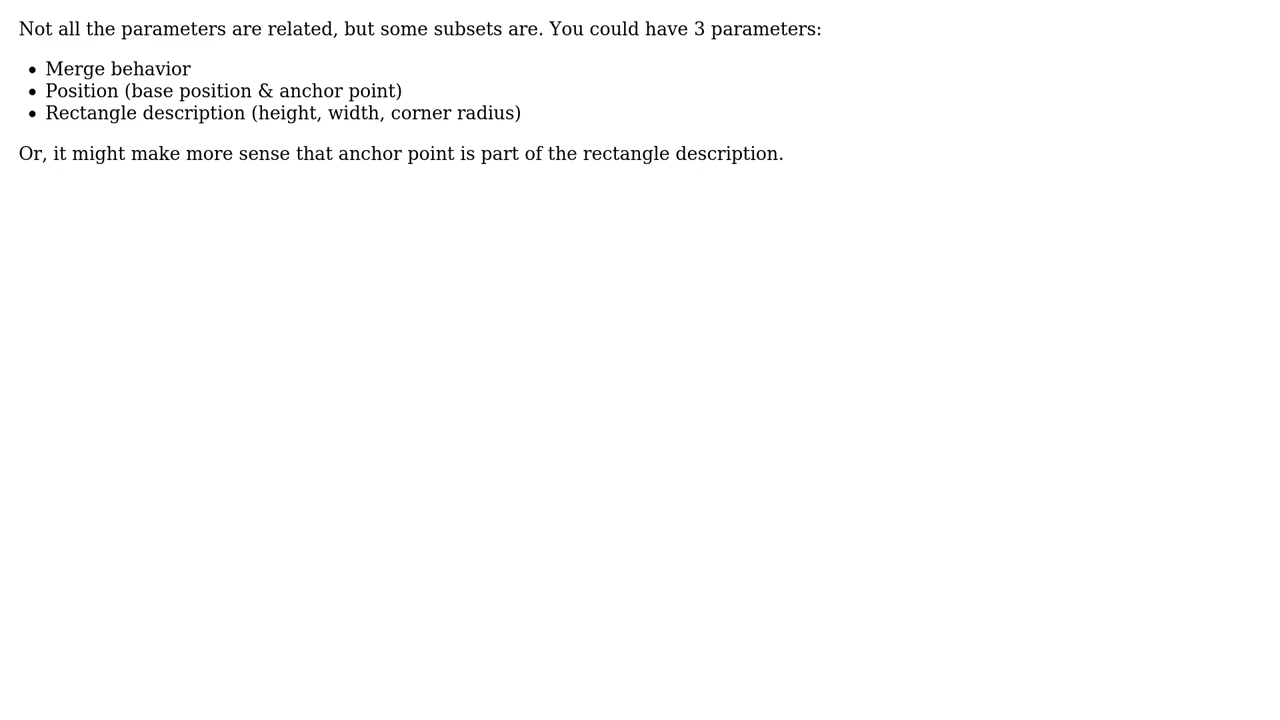 Not all the parameters are related, but some subsets are. You could have 3 parameters:
• Merge behavior
• Position (base position & anchor point)
• Rectangle description (height, width, corner radius)
Or, it might make more sense that anchor point is part of the rectangle description.